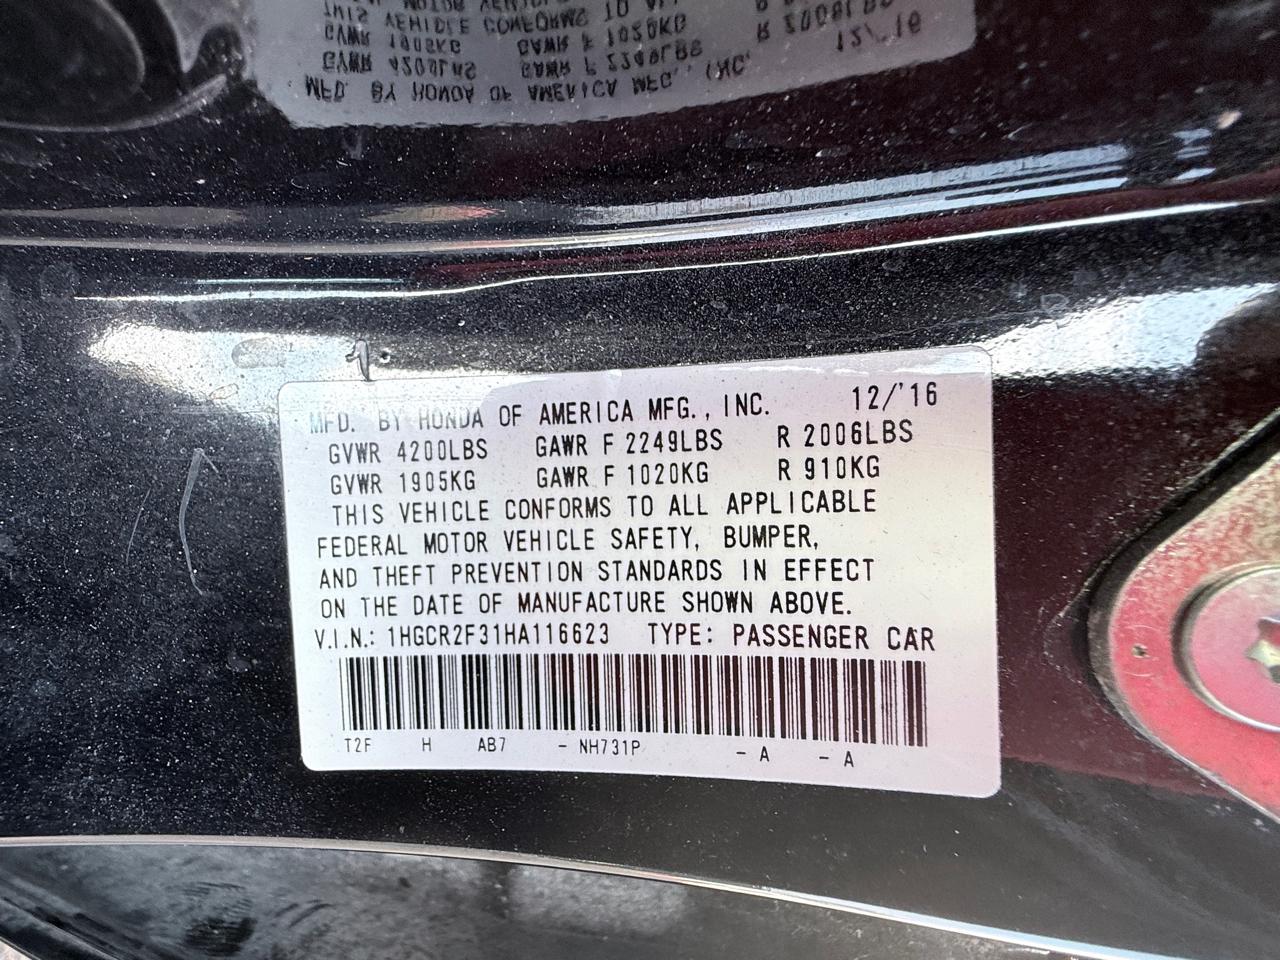 MFD. BY HONDA OF AMERICA MFG., INC. 12/'16
GVWR 4200LBS GAWR F 2249LBS R 2006LBS
GVWR 1905KG GAWR F 1020KG R 910KG
THIS VEHICLE CONFORMS TO ALL APPLICABLE
FEDERAL MOTOR VEHICLE SAFETY, BUMPER,
AND THEFT PREVENTION STANDARDS IN EFFECT
ON THE DATE OF MANUFACTURE SHOWN ABOVE.
V.I.N.: 1HGCR2F31HA116623 TYPE: PASSENGER CAR
T2F H AB7 - NH731P - A - A